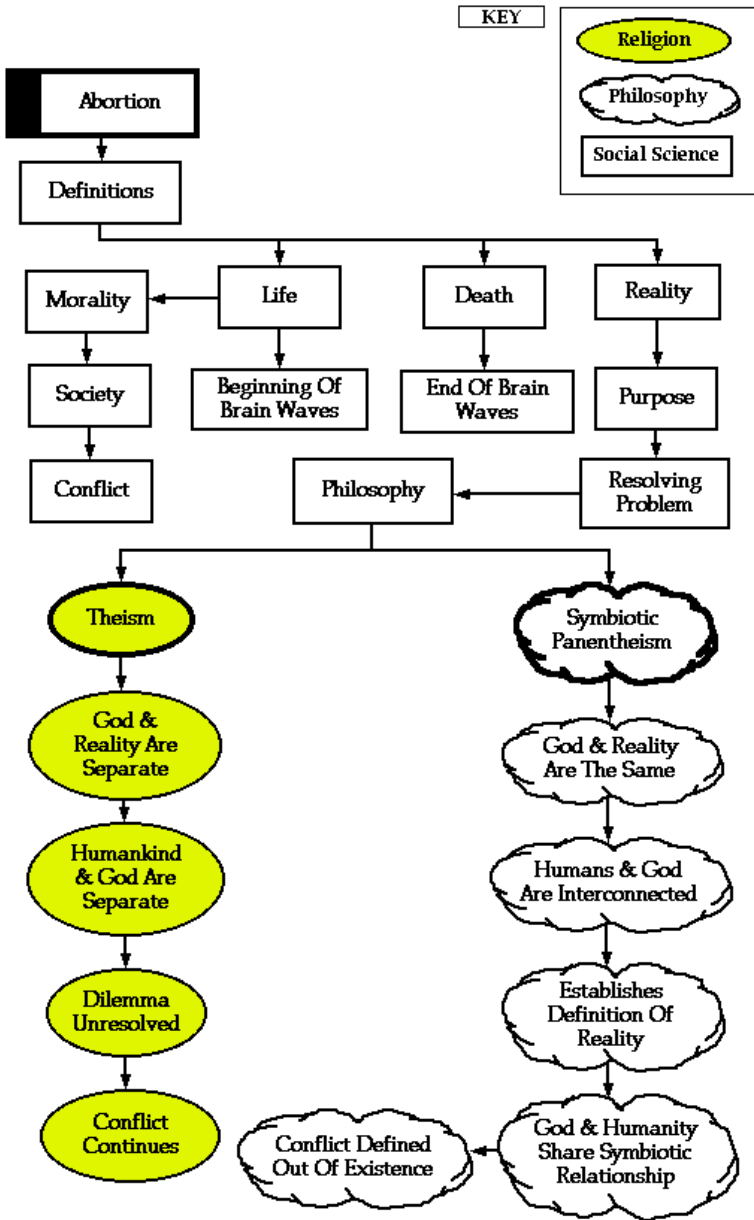 KEY
Religion
Philosophy
Social Science
Abortion
Definitions
Morality
Life
Death
Reality
Society
Beginning Of
Brain Waves
End Of Brain
Waves
Purpose
Conflict
Philosophy
Resolving
Problem
Theism
Symbiotic
Panentheism
God &
Reality Are
Separate
God & Reality
Are The Same
Humankind
& God Are
Separate
Humans & God
Are Interconnected
Dilemma
Unresolved
Establishes
Definition Of
Reality
Conflict
Continues
Conflict Defined
Out Of Existence
God & Humanity
Share Symbiotic
Relationship